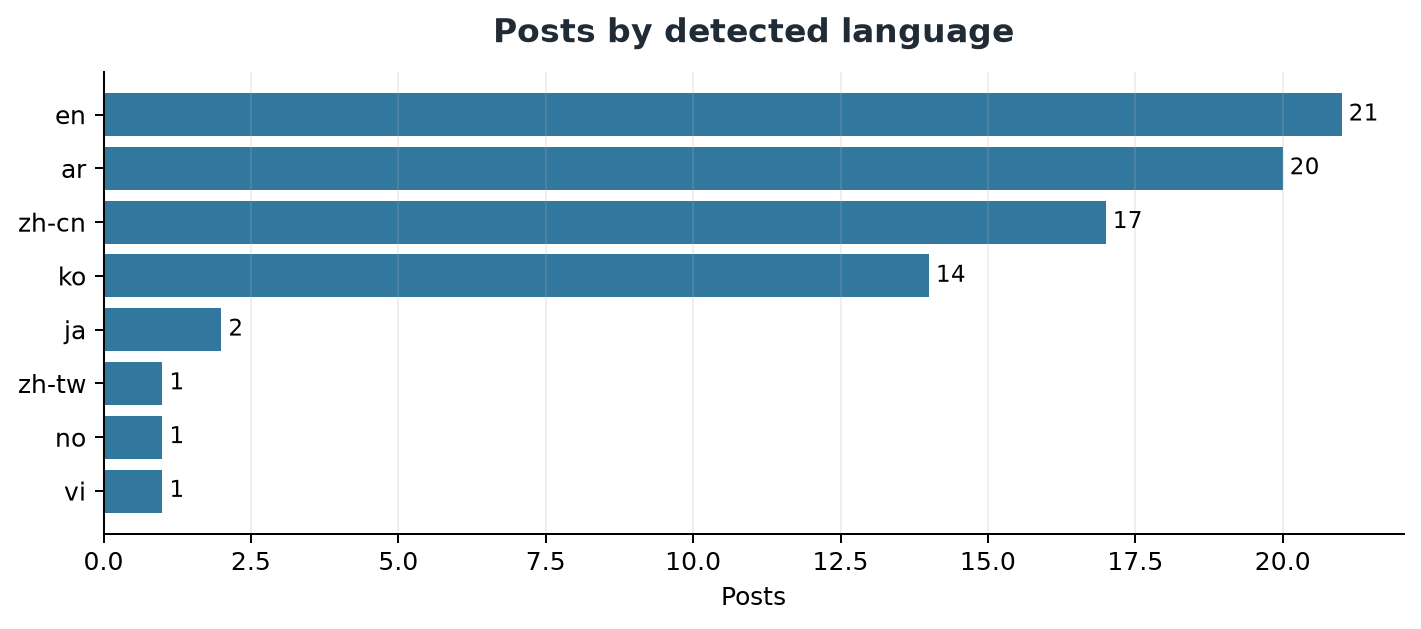 Posts by detected language
en 21
ar 20
zh-cn 17
ko 14
ja 2
zh-tw 1
no 1
vi 1
0.0 2.5 5.0 7.5 10.0 12.5 15.0 17.5 20.0
Posts